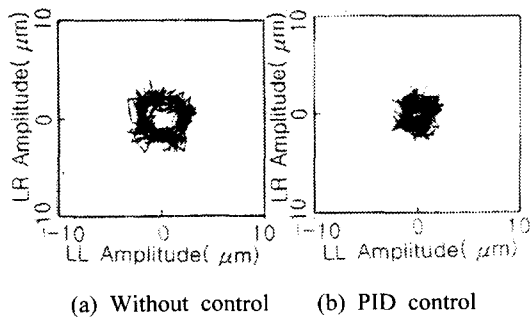 10
LR Amplitude( μm)
0
-10
-10
0
10
LL Amplitude( μm)
10
LR Amplitude( μm)
0
-10
-10
0
10
LL Amplitude( μm)
(a) Without control
(b) PID control